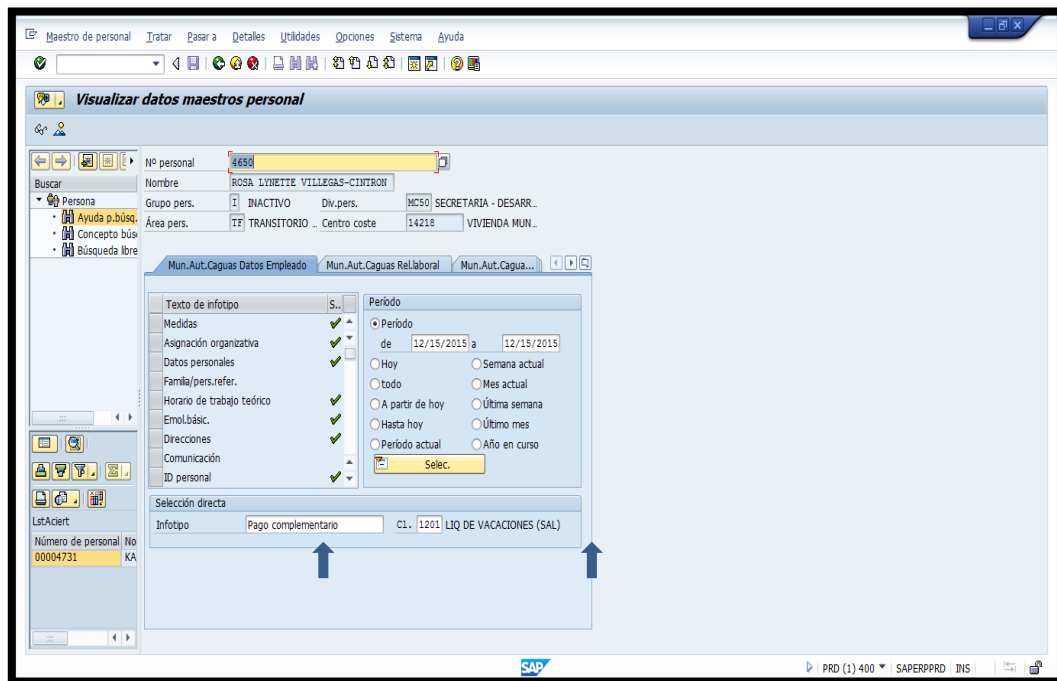 Maestro de personal Tratar Pasar a Detalles Utilidades Opciones Sistema Ayuda
Visualizar datos maestros personal
Nº personal 4650
Buscar
Nombre ROSA LYNETTE VILLEGAS-CINTRON
Persona
Grupo pers. I INACTIVO Div.pers. MC50 SECRETARIA - DESARR...
Ayuda p.búsq.
Área pers. TF TRANSITORIO ... Centro coste 14218 VIVIENDA MUN...
Concepto búsq
Búsqueda libre
Mun.Aut.Caguas Datos Empleado Mun.Aut.Caguas Rel.laboral Mun.Aut.Cagua...
Texto de infotipo S..
Período
Medidas
Período
Asignación organizativa
de 12/15/2015 a 12/15/2015
Datos personales
Hoy Semana actual
Familia/pers.refer.
todo Mes actual
Horario de trabajo teórico
A partir de hoy Última semana
Emol.básic.
Hasta hoy Último mes
Direcciones
Período actual Año en curso
Comunicación
Selec.
ID personal
Selección directa
Infotipo Pago complementario Cl. 1201 LIQ DE VACACIONES (SAL)
LstAciert
Número de personal No
00004731 KA
SAP
PRD (1) 400 SAPERPPRD INS